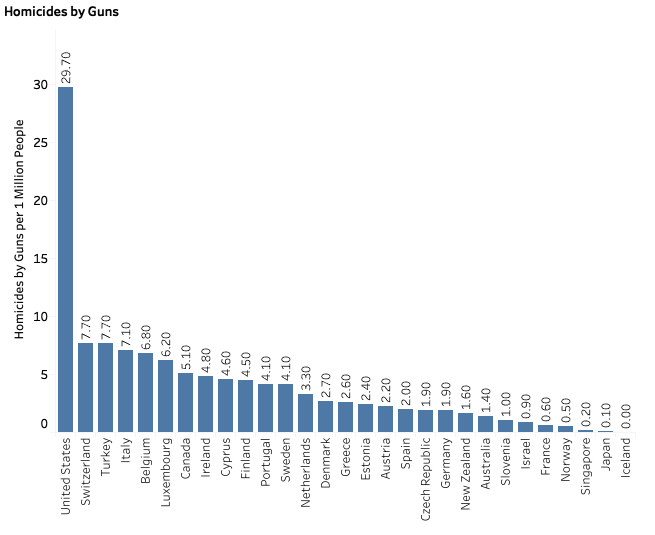 Homicides by Guns
Homicides by Guns per 1 Million People
30
25
20
15
10
5
0
29.70
7.70
7.70
7.10
6.80
6.20
5.10
4.80
4.60
4.50
4.10
4.10
3.30
2.70
2.60
2.40
2.20
2.00
1.90
1.90
1.60
1.40
1.00
0.90
0.60
0.50
0.20
0.10
0.00
United States
Switzerland
Turkey
Italy
Belgium
Luxembourg
Canada
Ireland
Cyprus
Finland
Portugal
Sweden
Netherlands
Denmark
Greece
Estonia
Austria
Spain
Czech Republic
Germany
New Zealand
Australia
Slovenia
Israel
France
Norway
Singapore
Japan
Iceland